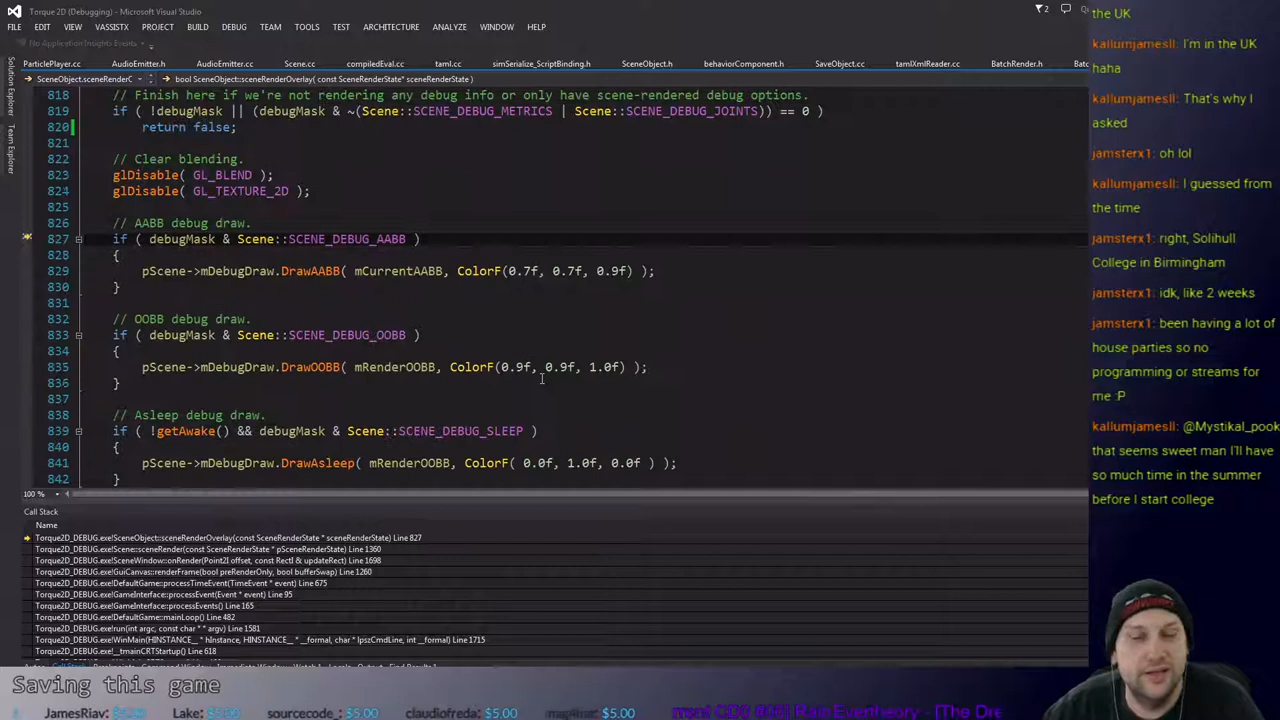 Torque 2D (Debugging) - Microsoft Visual Studio
2
FILE EDIT VIEW VASSISTX PROJECT BUILD DEBUG TEAM TOOLS TEST ARCHITECTURE ANALYZE WINDOW HELP
No Application Insights Events
ParticlePlayer.cc AudioEmitter.h AudioEmitter.cc Scene.cc compiledEval.cc taml.cc simSerialize_ScriptBinding.h SceneObject.h behaviorComponent.h SaveObject.cc tamlXmlReader.cc BatchRender.h
SceneObject.sceneRenderO bool SceneObject::sceneRenderOverlay( const SceneRenderState* sceneRenderState )
Solution Explorer
Team Explorer
818 // Finish here if we're not rendering any debug info or only have scene-rendered debug options.
819 if ( !debugMask || (debugMask & ~(Scene::SCENE_DEBUG_METRICS | Scene::SCENE_DEBUG_JOINTS)) == 0 )
820 return false;
821
822 // Clear blending.
823 glDisable( GL_BLEND );
824 glDisable( GL_TEXTURE_2D );
825
826 // AABB debug draw.
827 if ( debugMask & Scene::SCENE_DEBUG_AABB )
828 {
829 pScene->mDebugDraw.DrawAABB( mCurrentAABB, ColorF(0.7f, 0.7f, 0.9f) );
830 }
831
832 // OOBB debug draw.
833 if ( debugMask & Scene::SCENE_DEBUG_OOBB )
834 {
835 pScene->mDebugDraw.DrawOOBB( mRenderOOBB, ColorF(0.9f, 0.9f, 1.0f) );
836 }
837
838 // Asleep debug draw.
839 if ( !getAwake() && debugMask & Scene::SCENE_DEBUG_SLEEP )
840 {
841 pScene->mDebugDraw.DrawAsleep( mRenderOOBB, ColorF( 0.0f, 1.0f, 0.0f ) );
842 }
100 %
Call Stack
Name
Torque2D_DEBUG.exe!SceneObject::sceneRenderOverlay(const SceneRenderState * sceneRenderState) Line 827
Torque2D_DEBUG.exe!Scene::sceneRender(const SceneRenderState * pSceneRenderState) Line 1360
Torque2D_DEBUG.exe!SceneWindow::onRender(Point2I offset, const RectI & updateRect) Line 1698
Torque2D_DEBUG.exe!GuiCanvas::renderFrame(bool preRenderOnly, bool bufferSwap) Line 1260
Torque2D_DEBUG.exe!DefaultGame::processTimeEvent(TimeEvent * event) Line 675
Torque2D_DEBUG.exe!GameInterface::processEvent(Event * event) Line 95
Torque2D_DEBUG.exe!GameInterface::processEvents() Line 165
Torque2D_DEBUG.exe!DefaultGame::mainLoop() Line 482
Torque2D_DEBUG.exe!run(int argc, const char * * argv) Line 1581
Torque2D_DEBUG.exe!WinMain(HINSTANCE__ * hInstance, HINSTANCE__ * __formal, char * lpszCmdLine, int __formal) Line 1715
Torque2D_DEBUG.exe!__tmainCRTStartup() Line 618
Saving this game
JamesRiav: Lake: $5.00 sourcecode_: $5.00 claudiofreda: $5.00 $5.00
the UK
kallumjamesll: I'm in the UK
haha
kallumjamesll: That's why I
asked
jamsterx1: oh lol
kallumjamesll: I guessed from
the time
jamsterx1: right, Solihull
College in Birmingham
jamsterx1: idk, like 2 weeks
jamsterx1: been having a lot of
house parties so no
programming or streams for
me :P
kallumjamesll: @Mystikal_pook
that seems sweet man I'll have
so much time in the summer
before I start college